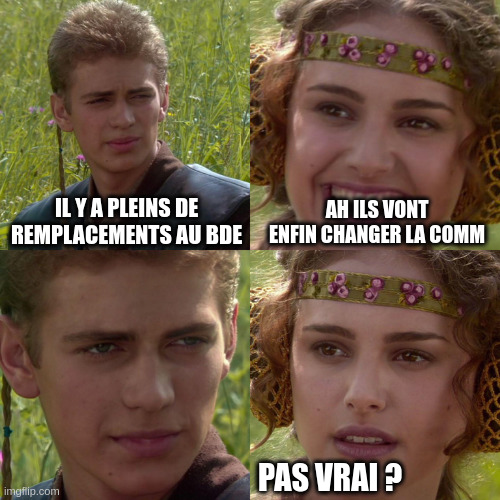 IL Y A PLEINS DE
REMPLACEMENTS AU BDE
AH ILS VONT
ENFIN CHANGER LA COMM
PAS VRAI ?
imgflip.com